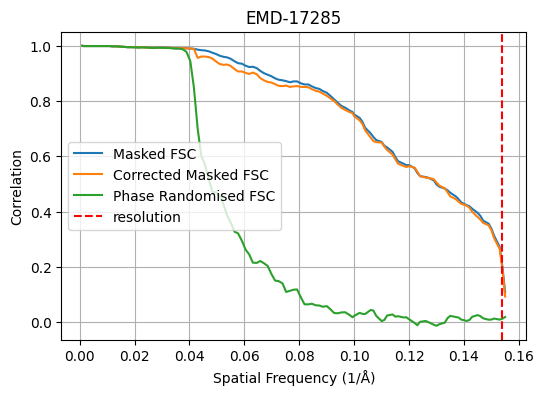 EMD-17285
1.0
0.8
0.6
0.4
0.2
0.0
Correlation
Masked FSC
Corrected Masked FSC
Phase Randomised FSC
resolution
0.00 0.02 0.04 0.06 0.08 0.10 0.12 0.14 0.16
Spatial Frequency (1/Å)